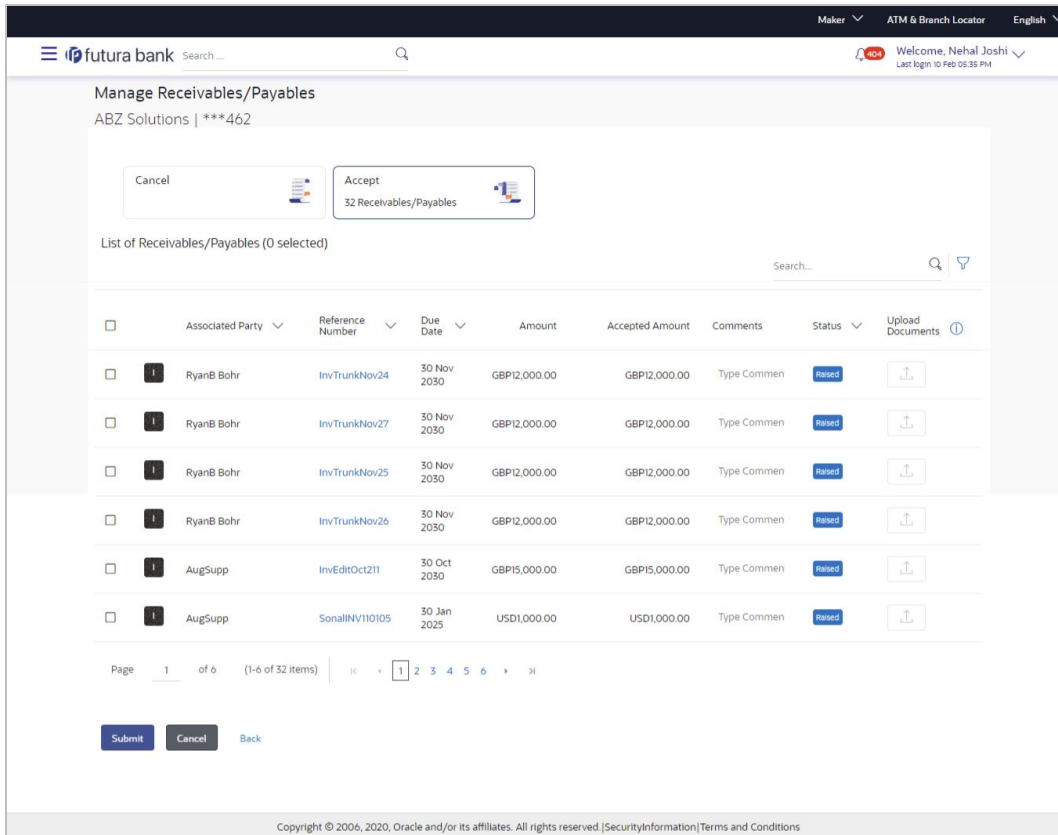 Maker ATM & Branch Locator English
futura bank Search ... 404 Welcome, Nehal Joshi
Last login 10 Feb 05:35 PM
Manage Receivables/Payables
ABZ Solutions | ***462
Cancel Accept
32 Receivables/Payables
List of Receivables/Payables (0 selected)
Search...
Associated Party Reference Number Due Date Amount Accepted Amount Comments Status Upload Documents
I RyanB Bohr InvTrunkNov24 30 Nov 2030 GBP12,000.00 GBP12,000.00 Type Commen Raised
I RyanB Bohr InvTrunkNov27 30 Nov 2030 GBP12,000.00 GBP12,000.00 Type Commen Raised
I RyanB Bohr InvTrunkNov25 30 Nov 2030 GBP12,000.00 GBP12,000.00 Type Commen Raised
I RyanB Bohr InvTrunkNov26 30 Nov 2030 GBP12,000.00 GBP12,000.00 Type Commen Raised
I AugSupp InvEditOct211 30 Oct 2030 GBP15,000.00 GBP15,000.00 Type Commen Raised
I AugSupp SonalINV110105 30 Jan 2025 USD1,000.00 USD1,000.00 Type Commen Raised
Page 1 of 6 (1-6 of 32 items) 1 2 3 4 5 6
Submit Cancel Back
Copyright © 2006, 2020, Oracle and/or its affiliates. All rights reserved.|SecurityInformation|Terms and Conditions